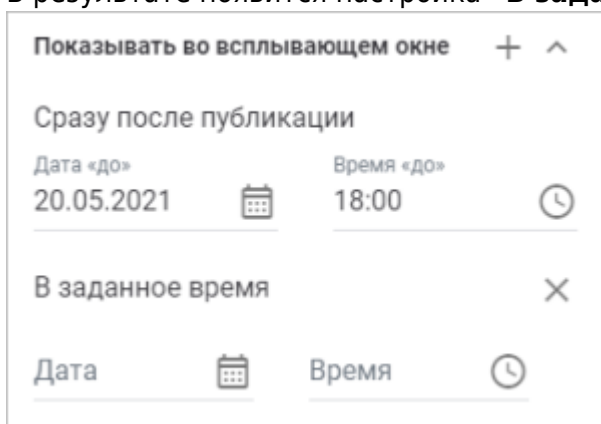 Показывать во всплывающем окне
Сразу после публикации
Дата «до» Время «до»
20.05.2021 18:00
В заданное время
Дата Время